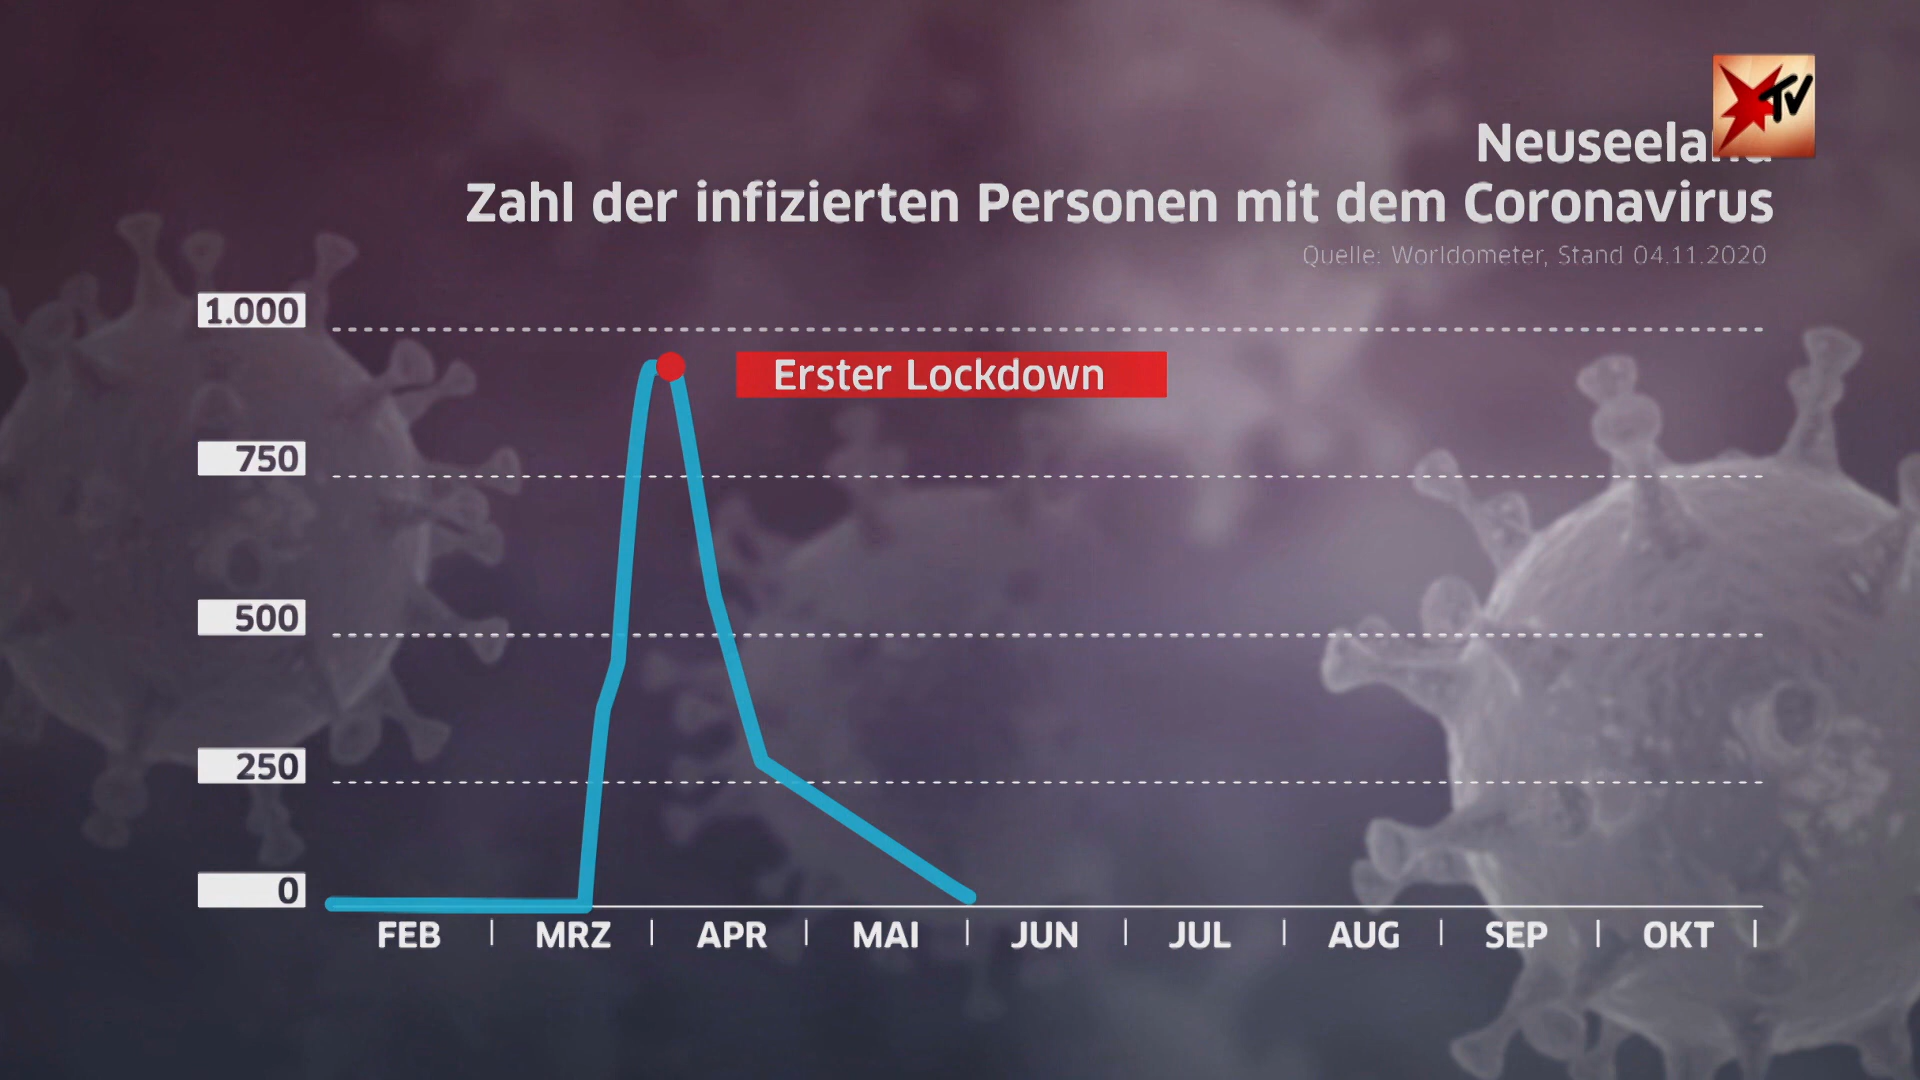 TV
Neuseeland
Zahl der infizierten Personen mit dem Coronavirus
Quelle: Worldometer, Stand 04.11.2020
1.000
Erster Lockdown
750
500
250
0
FEB | MRZ | APR | MAI | JUN | JUL | AUG | SEP | OKT |